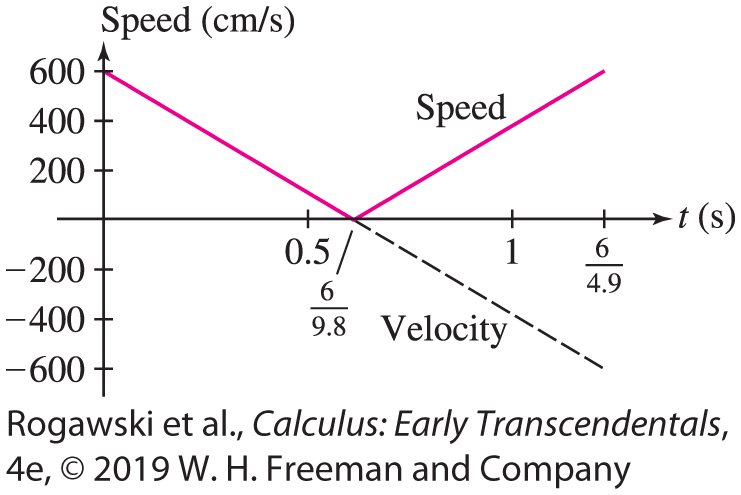 Speed (cm/s)
600
400
200
Speed
t (s)
0.5
1
6
4.9
6
9.8
−200
−400
−600
Velocity
Rogawski et al., Calculus: Early Transcendentals,
4e, © 2019 W. H. Freeman and Company